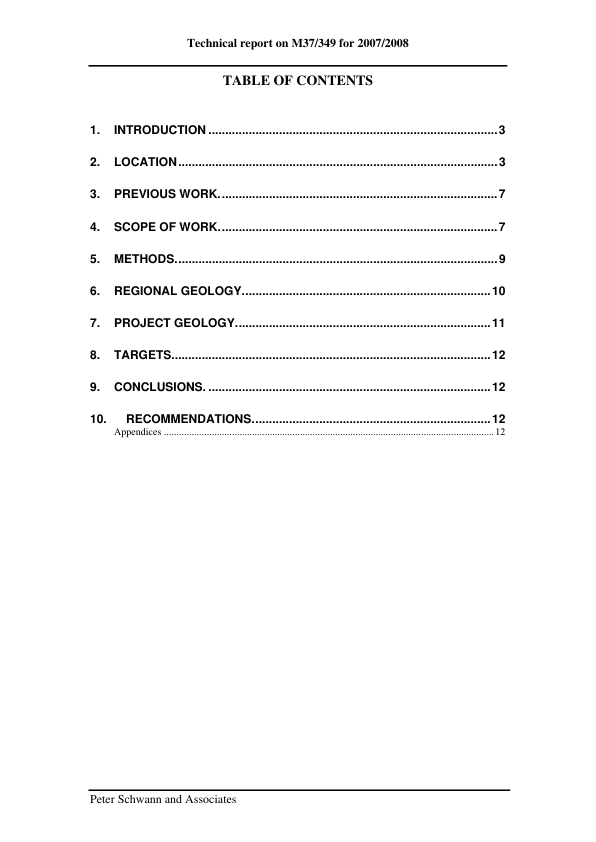 Technical report on M37/349 for 2007/2008
TABLE OF CONTENTS
1. INTRODUCTION ...................................................................................... 3
2. LOCATION............................................................................................... 3
3. PREVIOUS WORK................................................................................... 7
4. SCOPE OF WORK................................................................................... 7
5. METHODS................................................................................................ 9
6. REGIONAL GEOLOGY.......................................................................... 10
7. PROJECT GEOLOGY............................................................................ 11
8. TARGETS............................................................................................... 12
9. CONCLUSIONS. .................................................................................... 12
10. RECOMMENDATIONS....................................................................... 12
Appendices ................................................................................................................................ 12
Peter Schwann and Associates